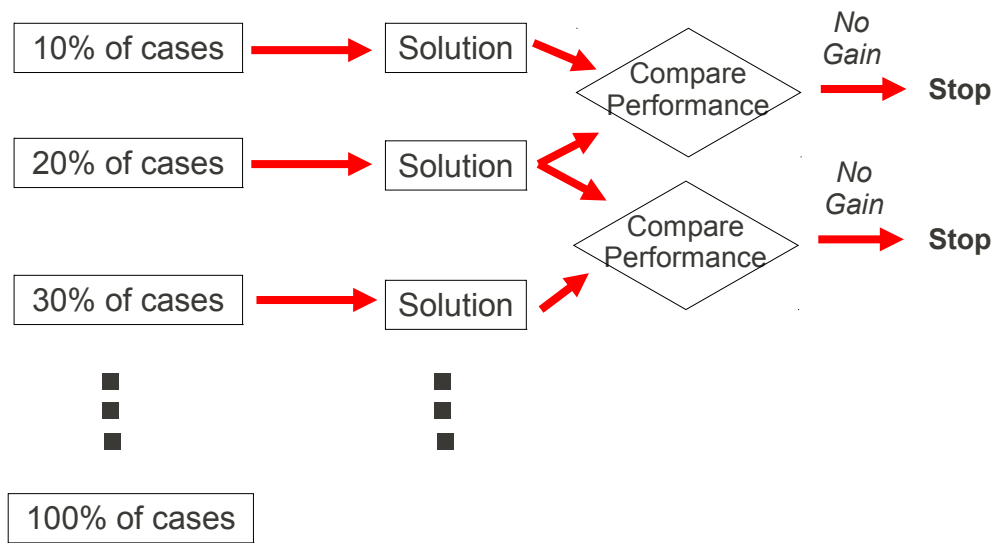 10% of cases
Solution
Compare
Performance
No
Gain
Stop
20% of cases
Solution
Compare
Performance
No
Gain
Stop
30% of cases
Solution
100% of cases